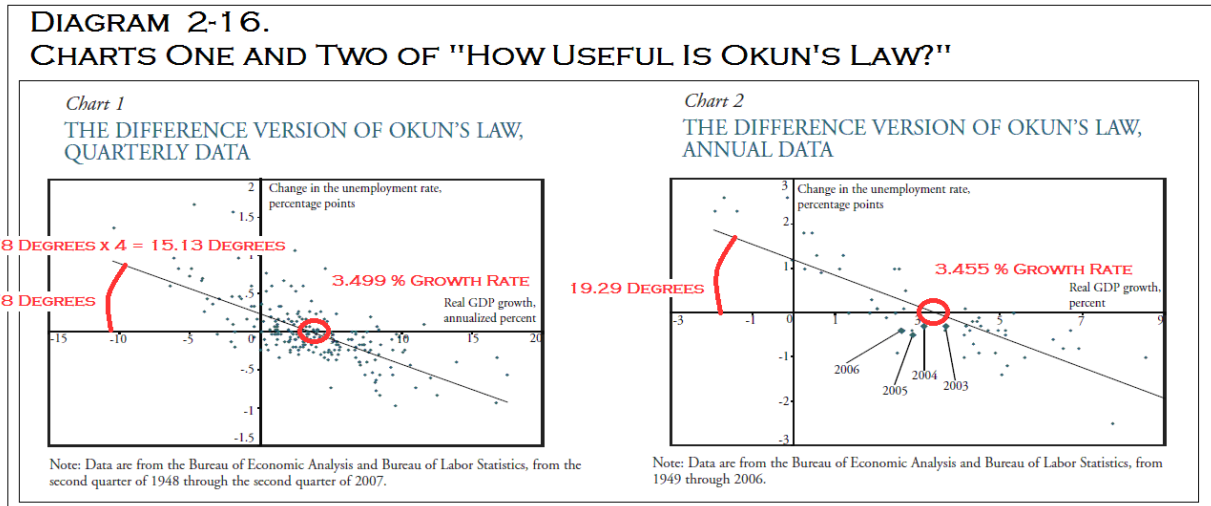 DIAGRAM 2-16.
CHARTS ONE AND TWO OF "HOW USEFUL IS OKUN'S LAW?"
Chart 1
THE DIFFERENCE VERSION OF OKUN'S LAW,
QUARTERLY DATA
2
Change in the unemployment rate,
percentage points
1.5
8 DEGREES X 4 = 15.13 DEGREES
1
3.499 % GROWTH RATE
8 DEGREES
.5
Real GDP growth,
annualized percent
-15
-10
-5
0
5
10
15
20
-.5
-1
-1.5
Note: Data are from the Bureau of Economic Analysis and Bureau of Labor Statistics, from the
second quarter of 1948 through the second quarter of 2007.
Chart 2
THE DIFFERENCE VERSION OF OKUN'S LAW,
ANNUAL DATA
3
Change in the unemployment rate,
percentage points
2
1
3.455 % GROWTH RATE
19.29 DEGREES
Real GDP growth,
percent
-3
-1
0
1
3
5
7
9
-1
2006
2005
2004
2003
-2
-3
Note: Data are from the Bureau of Economic Analysis and Bureau of Labor Statistics, from
1949 through 2006.